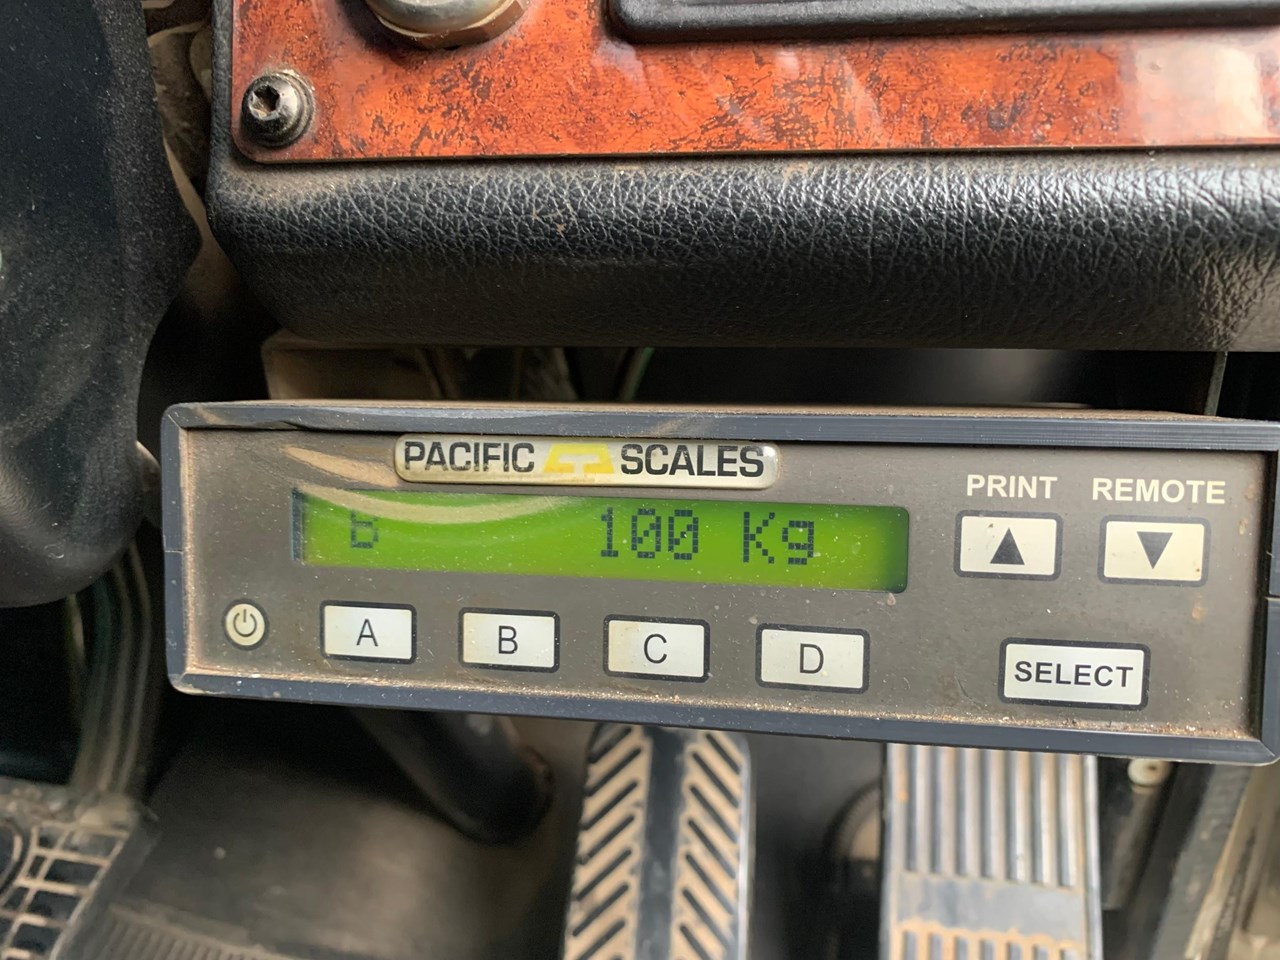 PACIFIC SCALES
PRINT REMOTE
B 100 Kg
A B C D SELECT